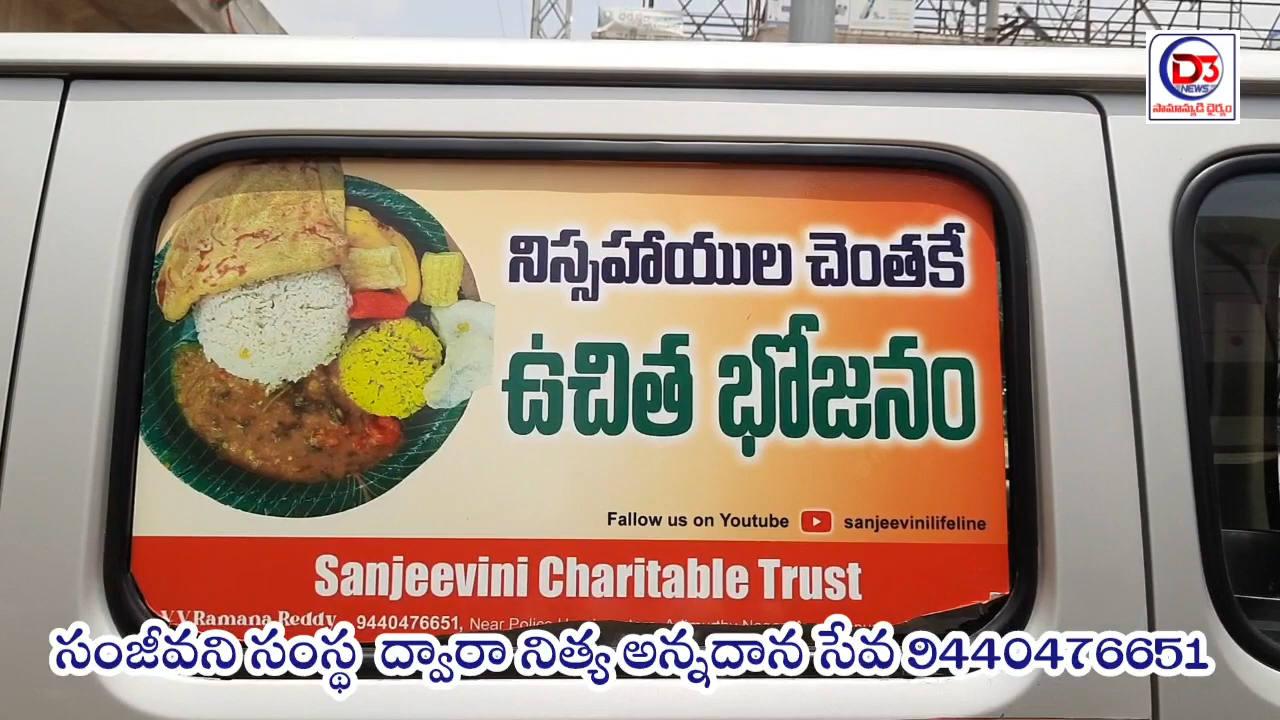 D3
NEWS
సామాన్యుడి ధైర్యం
నిస్సహాయుల చెంతకే
ఉచిత భోజనం
Fallow us on Youtube sanjeevinilifeline
Sanjeevini Charitable Trust
V.V.Ramana Reddy 9440476651, Near Police
సంజీవని సంస్థ ద్వారా నిత్య అన్నదాన సేవ 9440476651